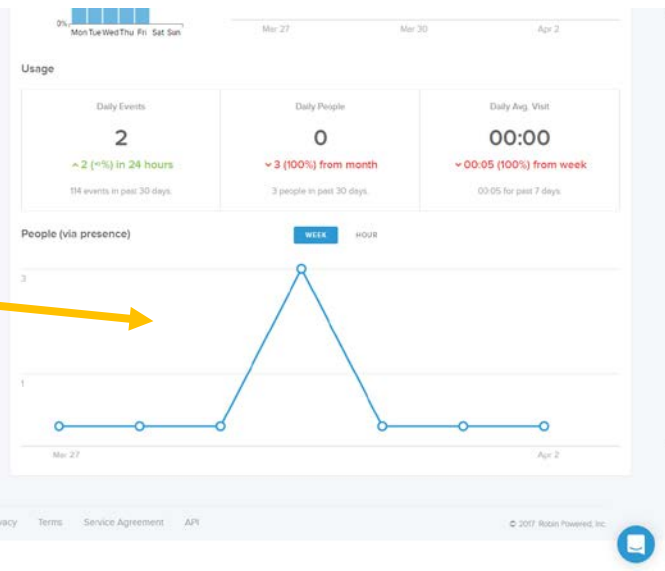 0%
Mon Tue Wed Thu Fri Sat Sun
Mar 27 Mar 30 Apr 2
Usage
Daily Events Daily People Daily Avg. Visit
2 0 00:00
2 (∞%) in 24 hours 3 (100%) from month 00:05 (100%) from week
114 events in past 30 days. 3 people in past 30 days. 00:05 for past 7 days.
People (via presence) WEEK HOUR
3
1
Mar 27 Apr 2
vacy Terms Service Agreement API © 2017 Robin Powered, Inc.